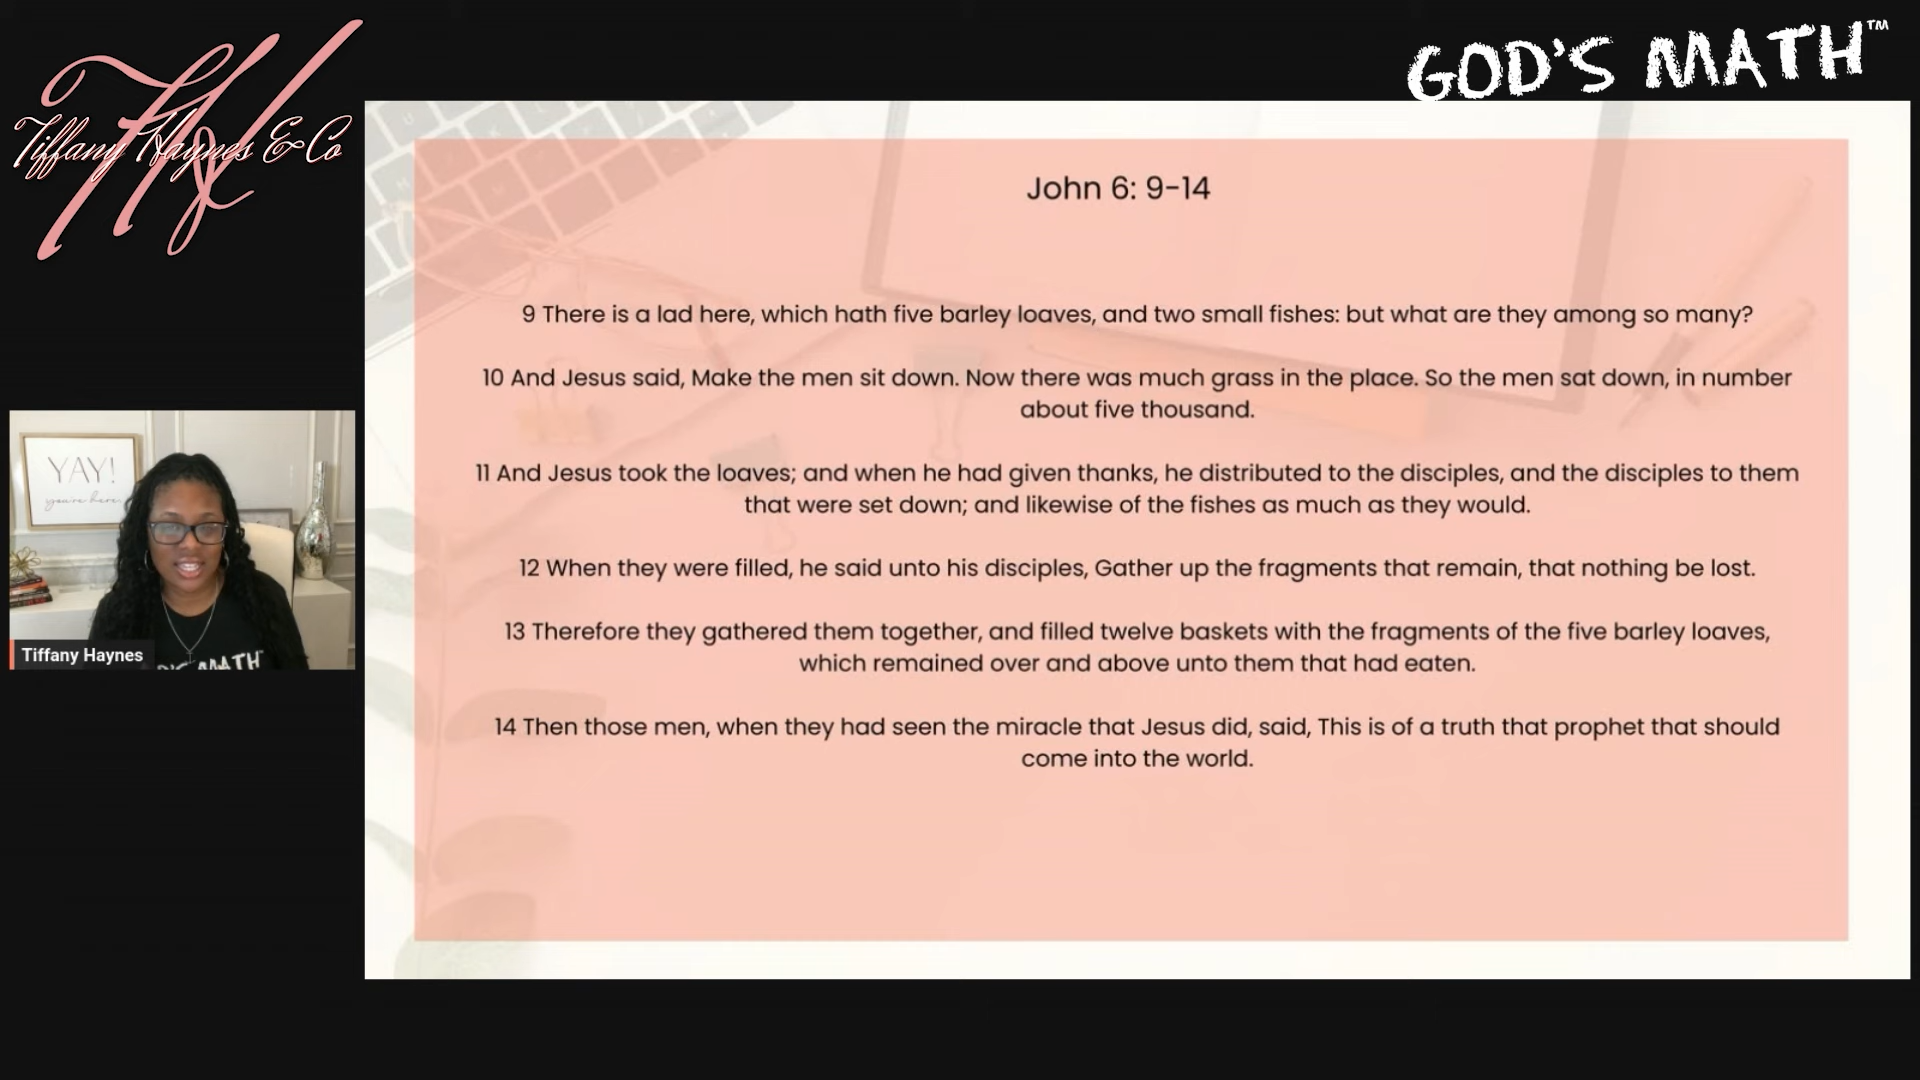 Tiffany Haynes & Co
GOD'S MATH™
John 6: 9-14
9 There is a lad here, which hath five barley loaves, and two small fishes: but what are they among so many?
10 And Jesus said, Make the men sit down. Now there was much grass in the place. So the men sat down, in number
about five thousand.
11 And Jesus took the loaves; and when he had given thanks, he distributed to the disciples, and the disciples to them
that were set down; and likewise of the fishes as much as they would.
12 When they were filled, he said unto his disciples, Gather up the fragments that remain, that nothing be lost.
13 Therefore they gathered them together, and filled twelve baskets with the fragments of the five barley loaves,
which remained over and above unto them that had eaten.
14 Then those men, when they had seen the miracle that Jesus did, said, This is of a truth that prophet that should
come into the world.
YAY!
you're here.
Tiffany Haynes
MATH